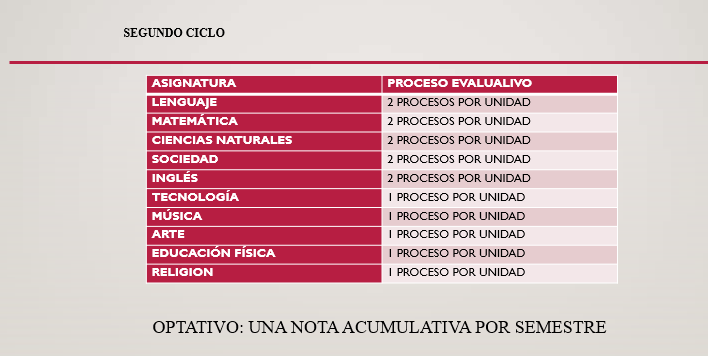 SEGUNDO CICLO
ASIGNATURA PROCESO EVALUALIVO
LENGUAJE 2 PROCESOS POR UNIDAD
MATEMÁTICA 2 PROCESOS POR UNIDAD
CIENCIAS NATURALES 2 PROCESOS POR UNIDAD
SOCIEDAD 2 PROCESOS POR UNIDAD
INGLÉS 2 PROCESOS POR UNIDAD
TECNOLOGÍA 1 PROCESO POR UNIDAD
MÚSICA 1 PROCESO POR UNIDAD
ARTE 1 PROCESO POR UNIDAD
EDUCACIÓN FÍSICA 1 PROCESO POR UNIDAD
RELIGION 1 PROCESO POR UNIDAD
OPTATIVO: UNA NOTA ACUMULATIVA POR SEMESTRE